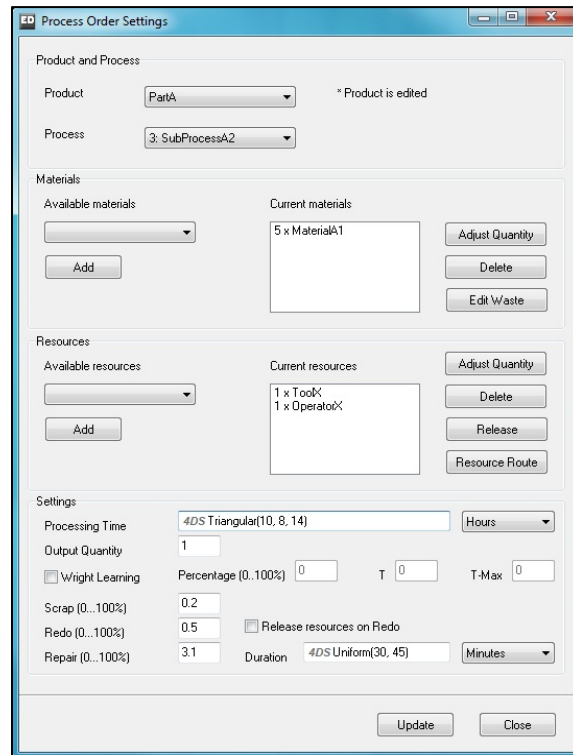 ED Process Order Settings
Product and Process
Product PartA * Product is edited
Process 3: SubProcessA2
Materials
Available materials Current materials
5 x MaterialA1 Adjust Quantity
Add Delete
Edit Waste
Resources
Available resources Current resources Adjust Quantity
1 x ToolX Delete
1 x OperatorX
Add Release
Resource Route
Settings
Processing Time 4DS Triangular(10, 8, 14) Hours
Output Quantity 1
Wright Learning Percentage (0..100%) 0 T 0 T-Max 0
Scrap (0...100%) 0.2
Redo (0...100%) 0.5 Release resources on Redo
Repair (0...100%) 3.1 Duration 4DS Uniform(30, 45) Minutes
Update Close